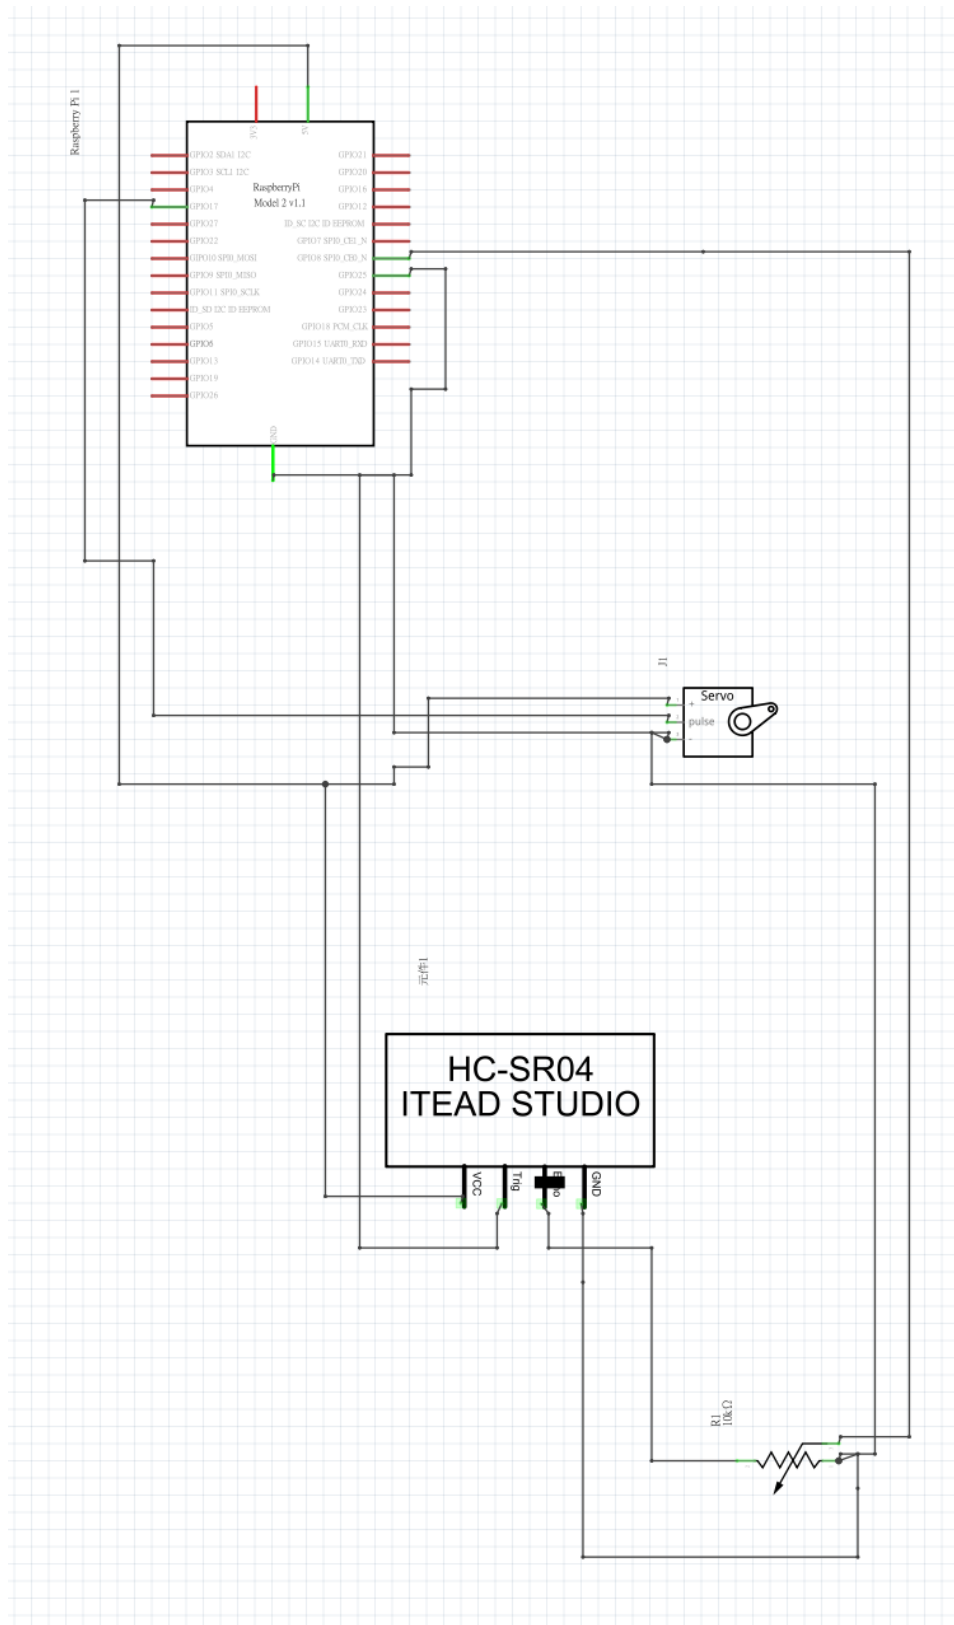 Raspberry Pi 1
3V3
5V
GPIO2 SDA1 I2C
GPIO3 SCL1 I2C
GPIO4
GPIO17
GPIO27
GPIO22
GIPO10 SPI0_MOSI
GPIO9 SPI0_MISO
GPIO11 SPI0_SCLK
ID_SD I2C ID EEPROM
GPIO5
GPIO6
GPIO13
GPIO19
GPIO26
RaspberryPi
Model 2 v1.1
GPIO21
GPIO20
GPIO16
GPIO12
ID_SC I2C ID EEPROM
GPIO7 SPI0_CE1_N
GPIO8 SPI0_CE0_N
GPIO25
GPIO24
GPIO23
GPIO18 PCM_CLK
GPIO15 UART0_RXD
GPIO14 UART0_TXD
GND
J1
Servo
+
pulse
-
元件1
HC-SR04
ITEAD STUDIO
VCC
Trig
GND
R1
10kΩ